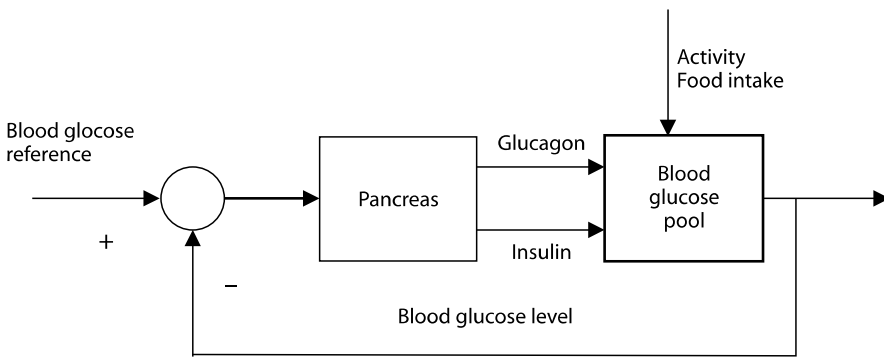 Activity
Food intake
Blood glocose
reference
Glucagon
Pancreas
Blood
glucose
pool
+
Insulin
–
Blood glucose level